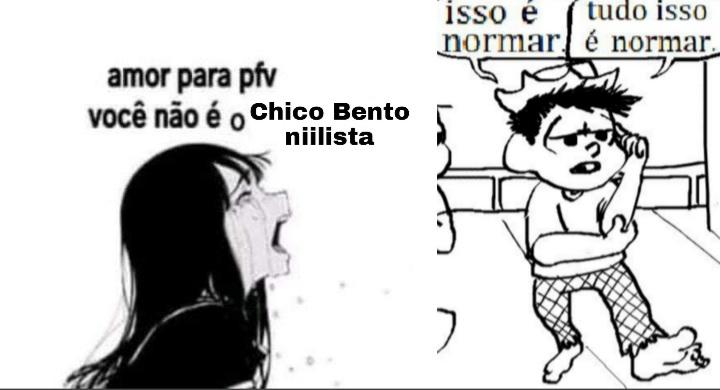 amor para pfv
você não é o Chico Bento
niilista
isso é
normar.
tudo isso
é normar.